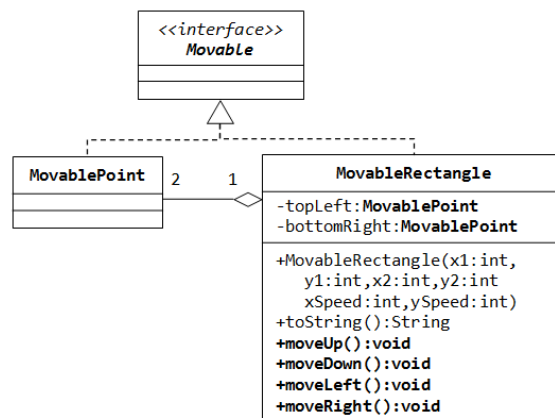 <<interface>>
Movable
MovablePoint
2
1
MovableRectangle
-topLeft:MovablePoint
-bottomRight:MovablePoint
+MovableRectangle(x1:int,
y1:int,x2:int,y2:int
xSpeed:int,ySpeed:int)
+toString():String
+moveUp():void
+moveDown():void
+moveLeft():void
+moveRight():void